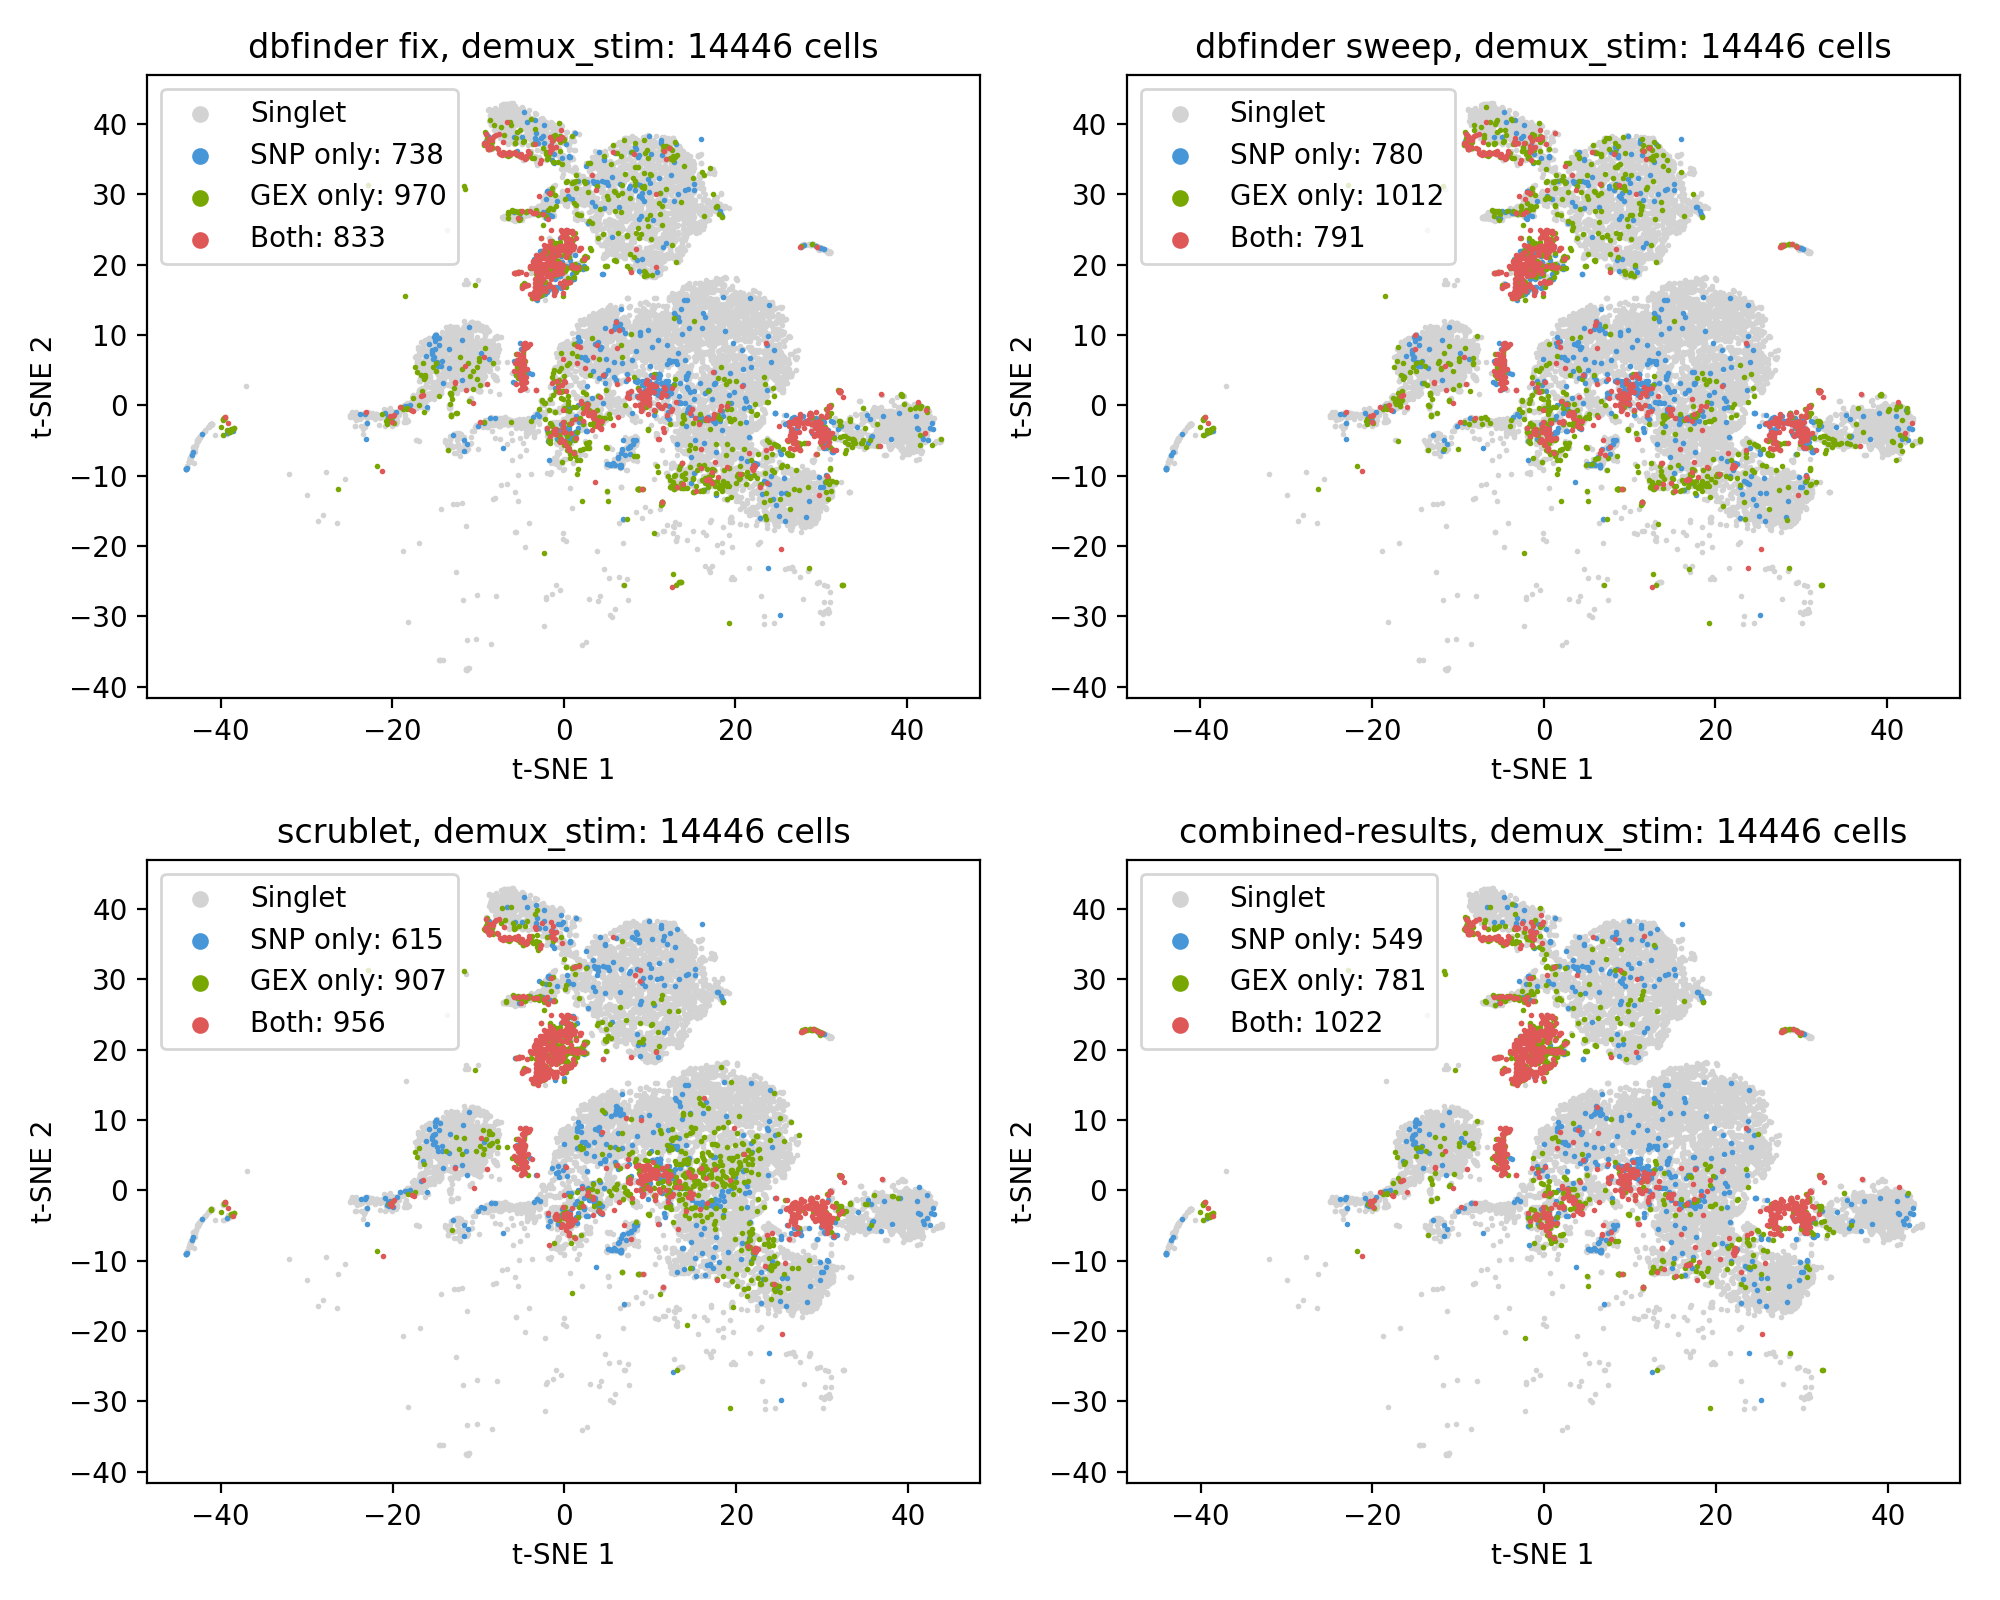 dbfinder fix, demux_stim: 14446 cells
Singlet
SNP only: 738
GEX only: 970
Both: 833
40
30
20
10
0
−10
−20
−30
−40
t-SNE 2
−40 −20 0 20 40
t-SNE 1
dbfinder sweep, demux_stim: 14446 cells
Singlet
SNP only: 780
GEX only: 1012
Both: 791
40
30
20
10
0
−10
−20
−30
−40
t-SNE 2
−40 −20 0 20 40
t-SNE 1
scrublet, demux_stim: 14446 cells
Singlet
SNP only: 615
GEX only: 907
Both: 956
40
30
20
10
0
−10
−20
−30
−40
t-SNE 2
−40 −20 0 20 40
t-SNE 1
combined-results, demux_stim: 14446 cells
Singlet
SNP only: 549
GEX only: 781
Both: 1022
40
30
20
10
0
−10
−20
−30
−40
t-SNE 2
−40 −20 0 20 40
t-SNE 1